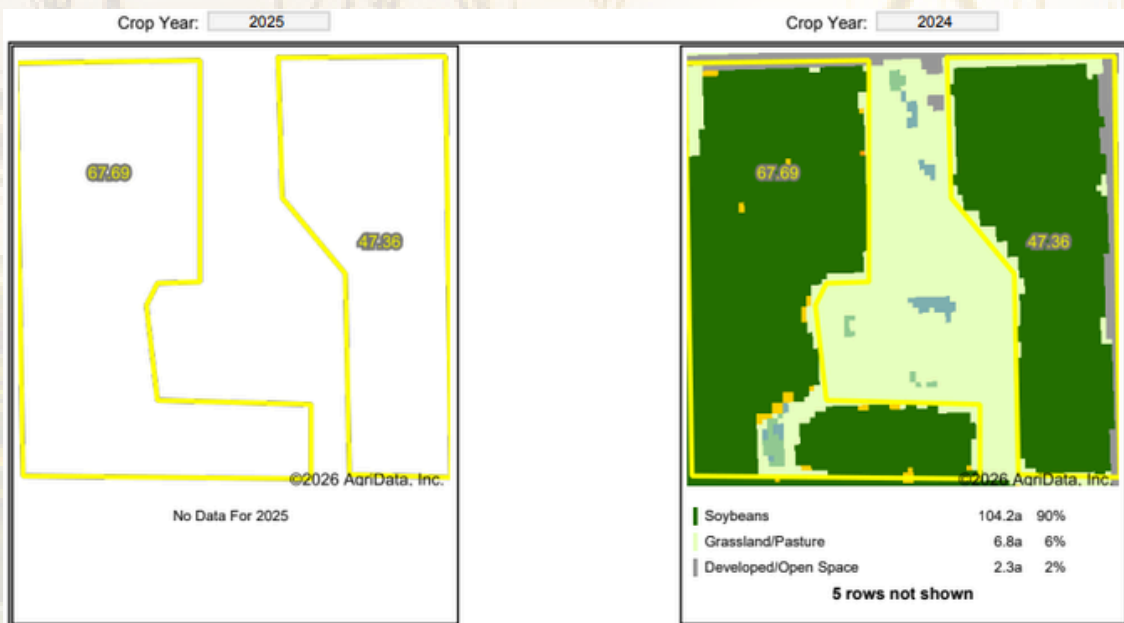 Crop Year: 2025
67.69
47.36
©2026 AgriData, Inc.
No Data For 2025
Crop Year: 2024
67.69
47.36
©2026 AgriData, Inc.
Soybeans 104.2a 90%
Grassland/Pasture 6.8a 6%
Developed/Open Space 2.3a 2%
5 rows not shown